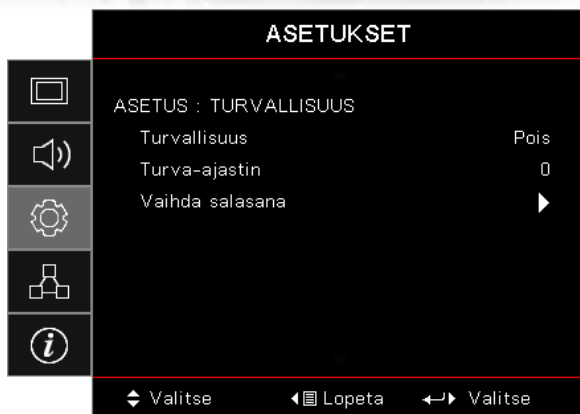 ASETUKSET
ASETUS : TURVALLISUUS
Turvallisuus Pois
Turva-ajastin 0
Vaihda salasana
Valitse Lopeta Valitse